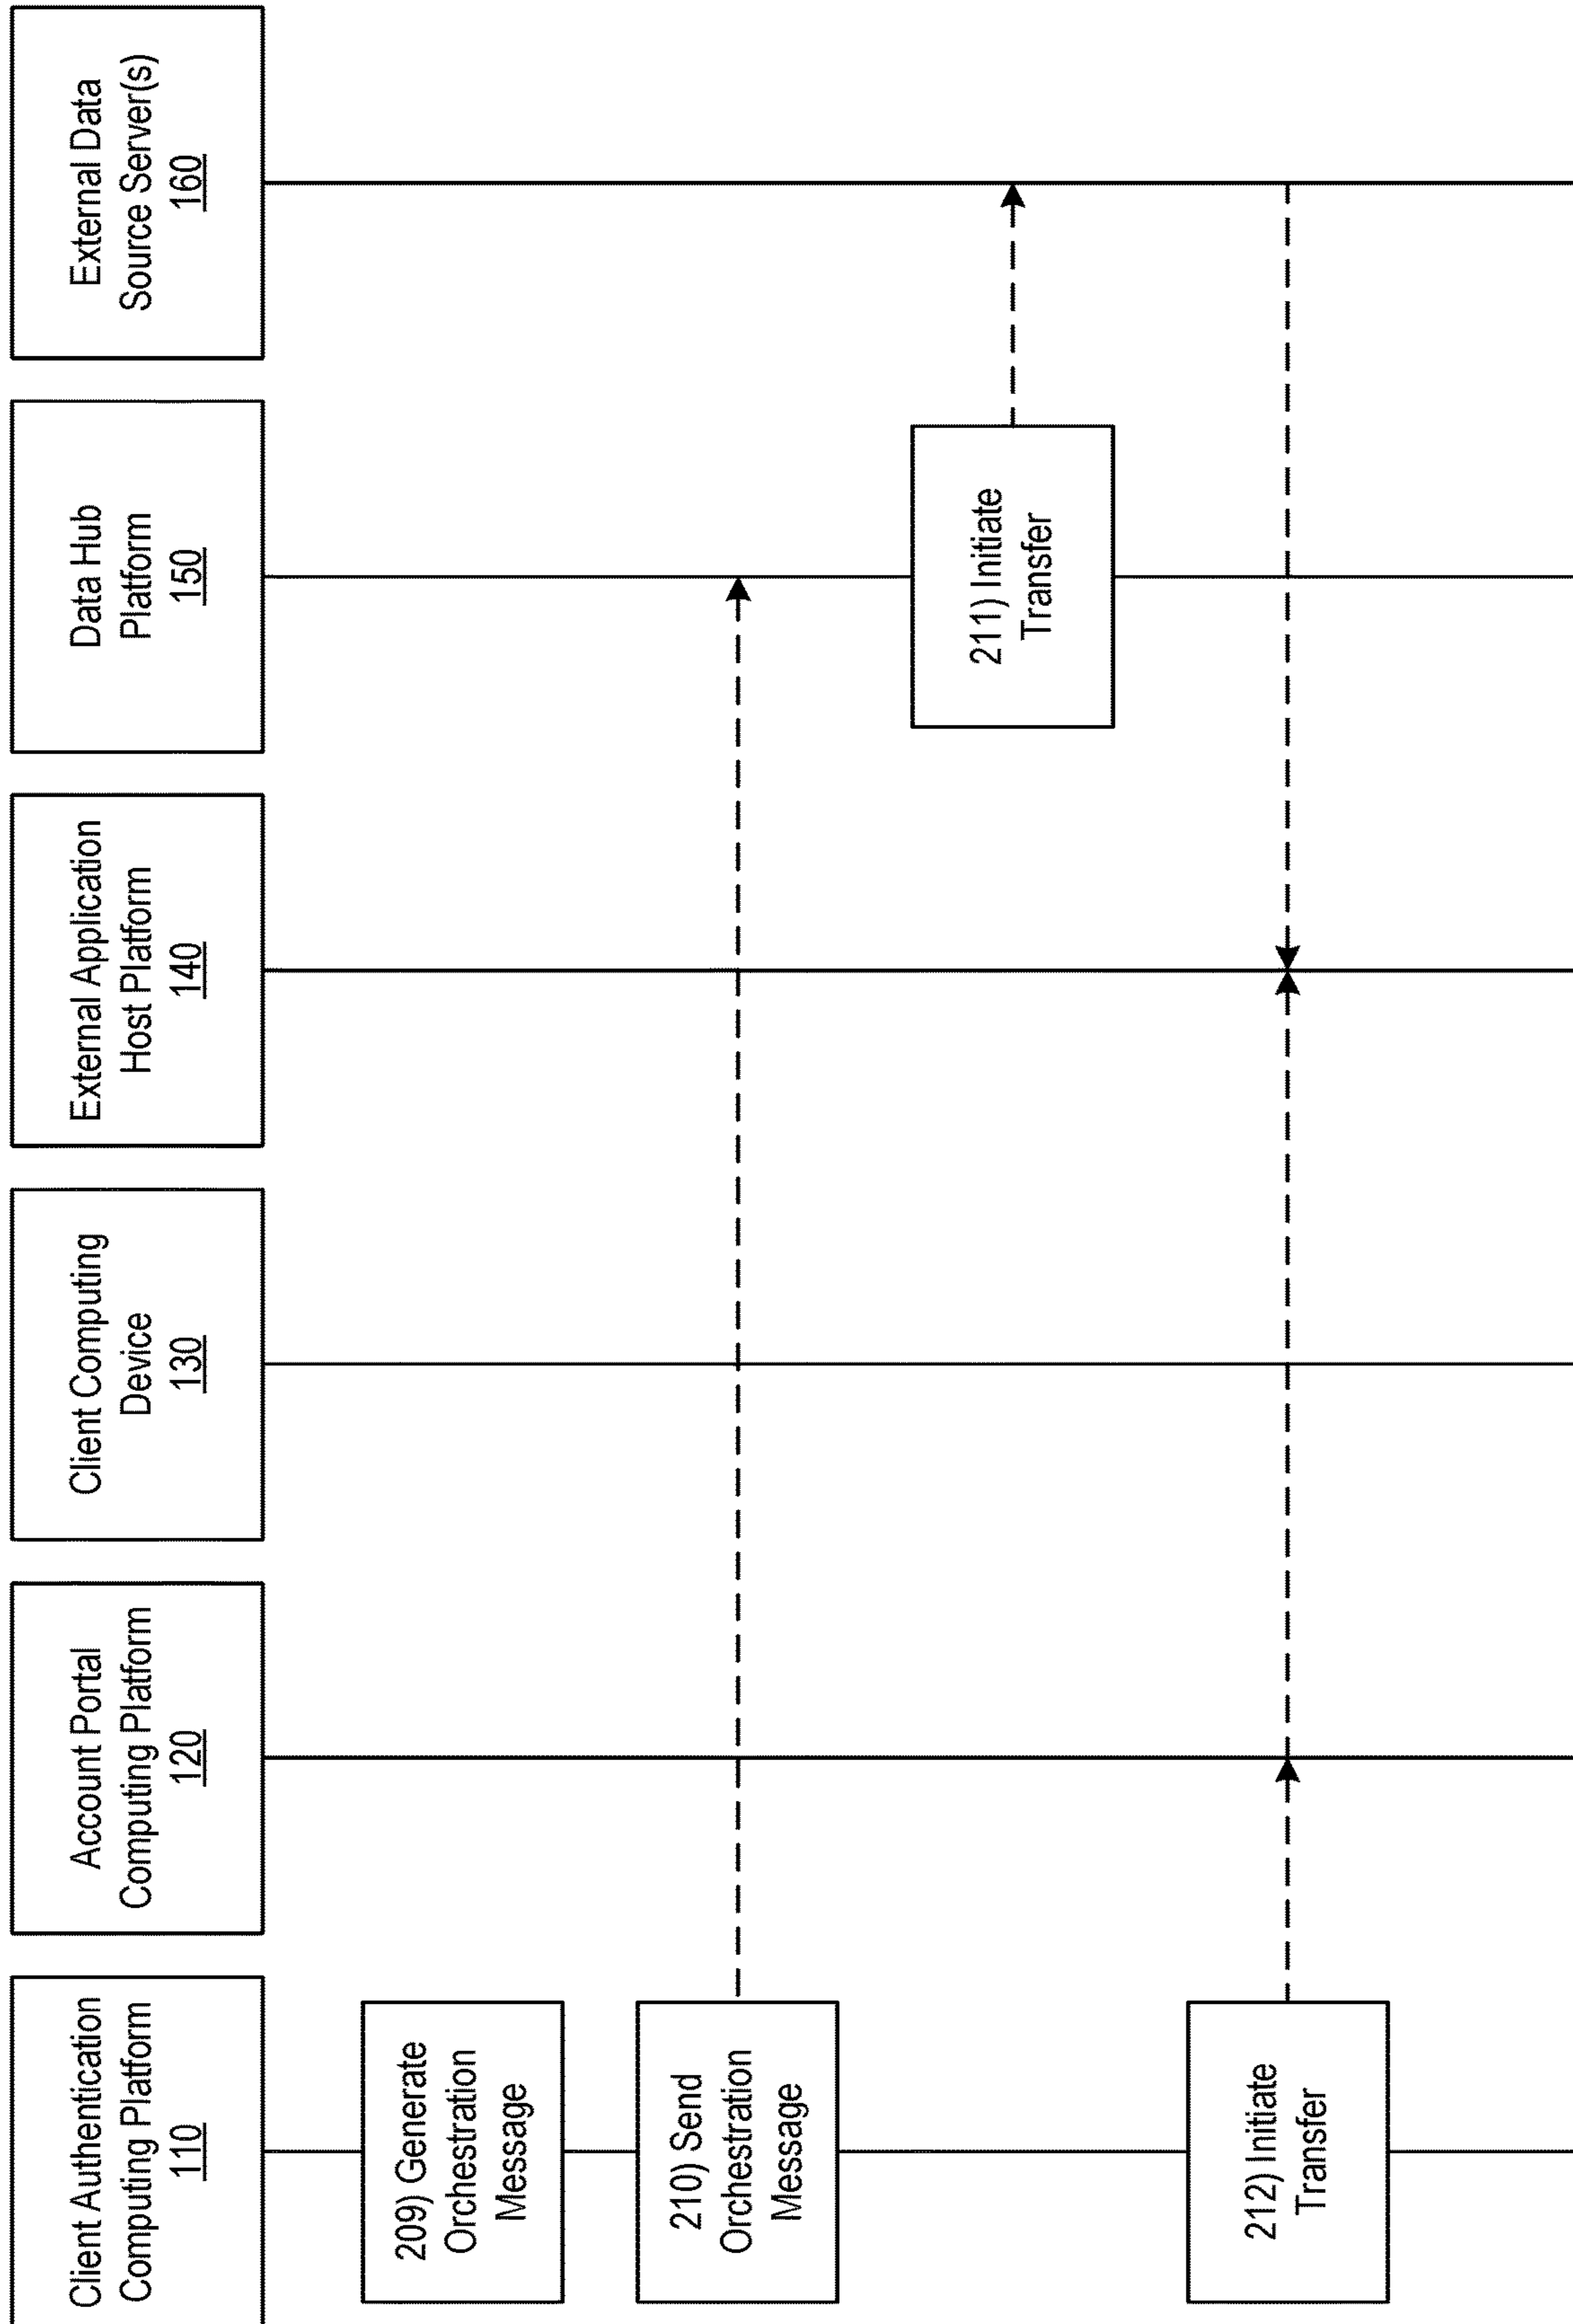 Client Authentication
Computing Platform
110
Account Portal
Computing Platform
120
Client Computing
Device
130
External Application
Host Platform
140
Data Hub
Platform
150
External Data
Source Server(s)
160
209) Generate
Orchestration
Message
210) Send
Orchestration
Message
211) Initiate
Transfer
212) Initiate
Transfer